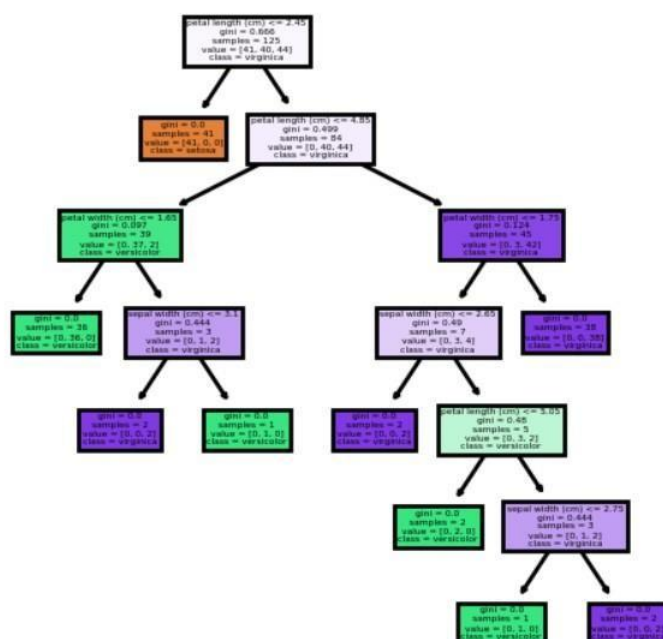 petal length (cm) <= 2.45
gini = 0.666
samples = 125
value = [41, 40, 44]
class = virginica
gini = 0.0
samples = 41
value = [41, 0, 0]
class = setosa
petal length (cm) <= 4.85
gini = 0.499
samples = 84
value = [0, 40, 44]
class = virginica
petal width (cm) <= 1.65
gini = 0.097
samples = 39
value = [0, 37, 2]
class = versicolor
petal width (cm) <= 1.75
gini = 0.124
samples = 45
value = [0, 3, 42]
class = virginica
gini = 0.0
samples = 36
value = [0, 36, 0]
class = versicolor
sepal width (cm) <= 3.1
gini = 0.444
samples = 3
value = [0, 1, 2]
class = virginica
sepal width (cm) <= 2.65
gini = 0.49
samples = 7
value = [0, 3, 4]
class = virginica
gini = 0.0
samples = 38
value = [0, 0, 38]
class = virginica
gini = 0.0
samples = 2
value = [0, 0, 2]
class = virginica
gini = 0.0
samples = 1
value = [0, 1, 0]
class = versicolor
gini = 0.0
samples = 2
value = [0, 0, 2]
class = virginica
petal length (cm) <= 5.05
gini = 0.48
samples = 5
value = [0, 3, 2]
class = versicolor
gini = 0.0
samples = 2
value = [0, 2, 0]
class = versicolor
sepal width (cm) <= 2.75
gini = 0.444
samples = 3
value = [0, 1, 2]
class = virginica
gini = 0.0
samples = 1
value = [0, 1, 0]
class = versicolor
gini = 0.0
samples = 2
value = [0, 0, 2]